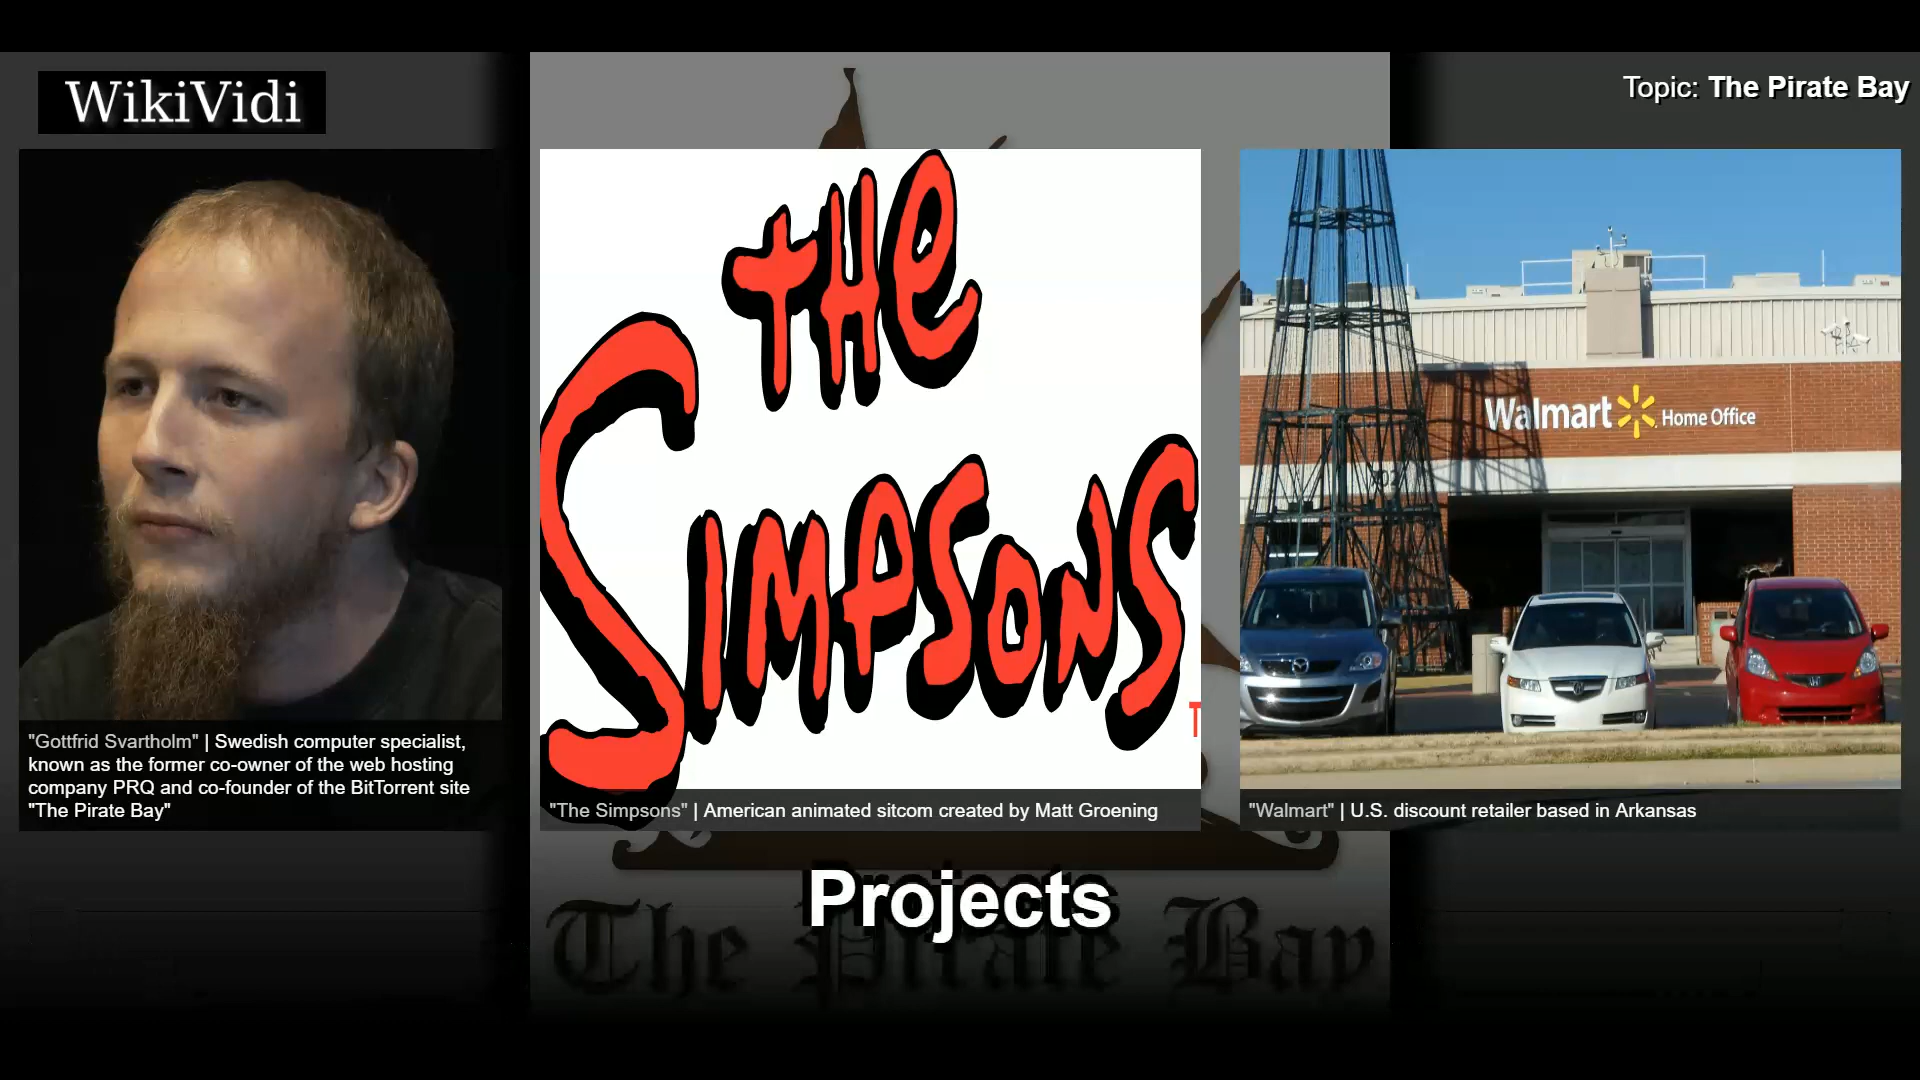 WikiVidi
Topic: The Pirate Bay
THE
SIMPSONS
T
Walmart Home Office
"Gottfrid Svartholm" | Swedish computer specialist,
known as the former co-owner of the web hosting
company PRQ and co-founder of the BitTorrent site
"The Pirate Bay"
"The Simpsons" | American animated sitcom created by Matt Groening
"Walmart" | U.S. discount retailer based in Arkansas
Projects
The Pirate Bay